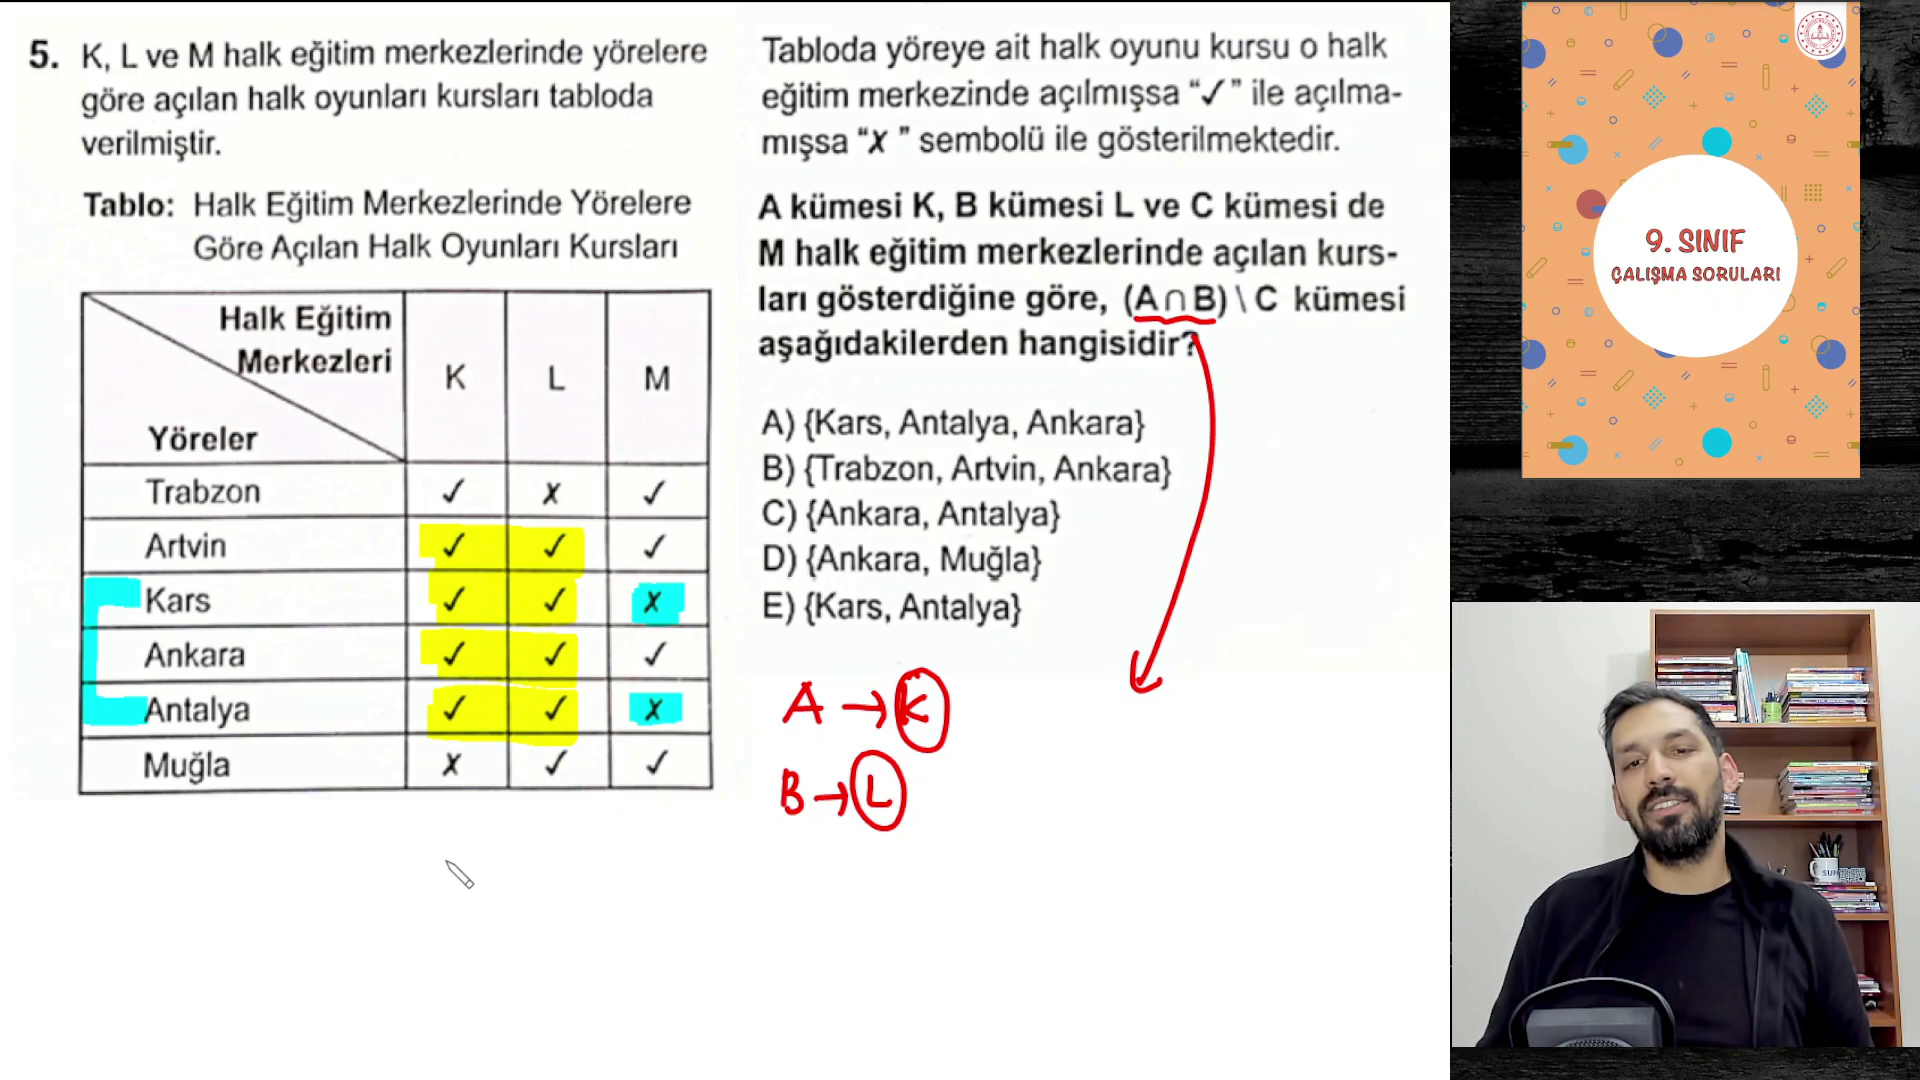 5. K, L ve M halk eğitim merkezlerinde yörelere
göre açılan halk oyunları kursları tabloda
verilmiştir.
Tablo: Halk Eğitim Merkezlerinde Yörelere
Göre Açılan Halk Oyunları Kursları
Halk Eğitim
Merkezleri
Yöreler
K L M
Trabzon ✓ ✗ ✓
Artvin ✓ ✓ ✓
Kars ✓ ✓ ✗
Ankara ✓ ✓ ✓
Antalya ✓ ✓ ✗
Muğla ✗ ✓ ✓
Tabloda yöreye ait halk oyunu kursu o halk
eğitim merkezinde açılmışsa “✓” ile açılma-
mışsa “✗ ” sembolü ile gösterilmektedir.
A kümesi K, B kümesi L ve C kümesi de
M halk eğitim merkezlerinde açılan kurs-
ları gösterdiğine göre, (A ∩ B) \ C kümesi
aşağıdakilerden hangisidir?
A) {Kars, Antalya, Ankara}
B) {Trabzon, Artvin, Ankara}
C) {Ankara, Antalya}
D) {Ankara, Muğla}
E) {Kars, Antalya}
A → K
B → L
9. SINIF
ÇALIŞMA SORULARI